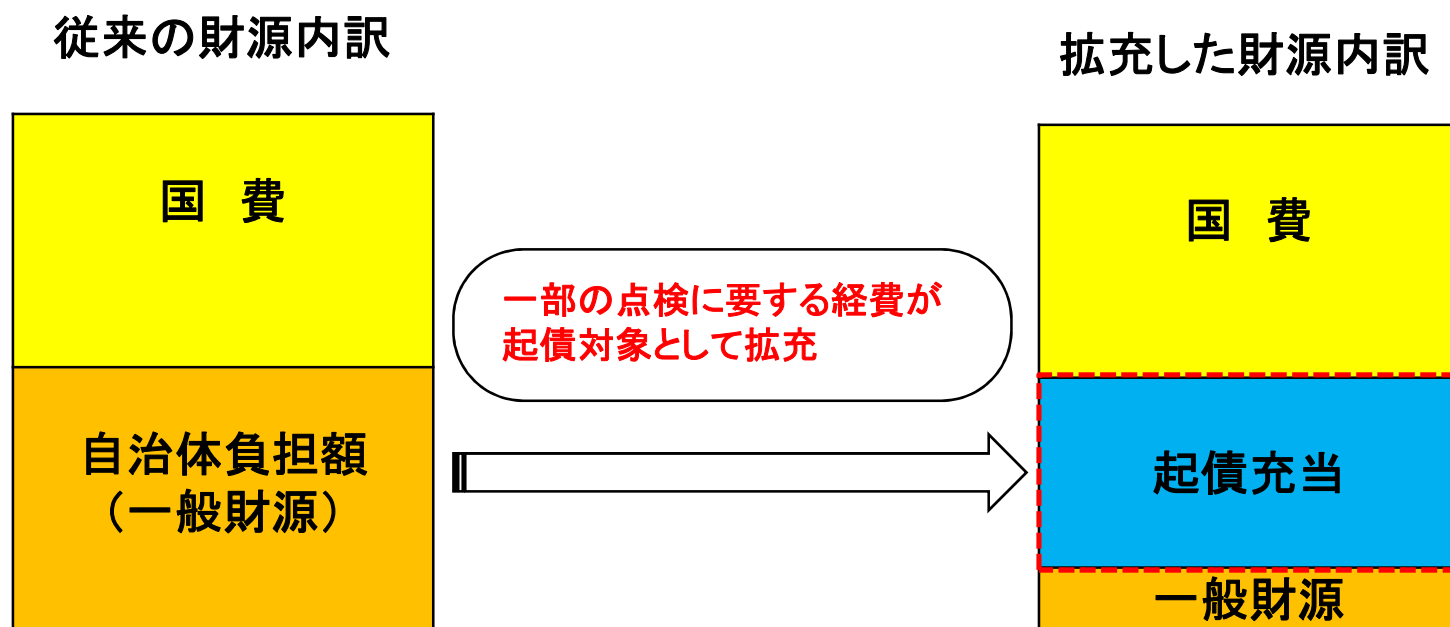 従来の財源内訳
拡充した財源内訳
国　費
国　費
一部の点検に要する経費が
起債対象として拡充
自治体負担額
（一般財源）
起債充当
一般財源